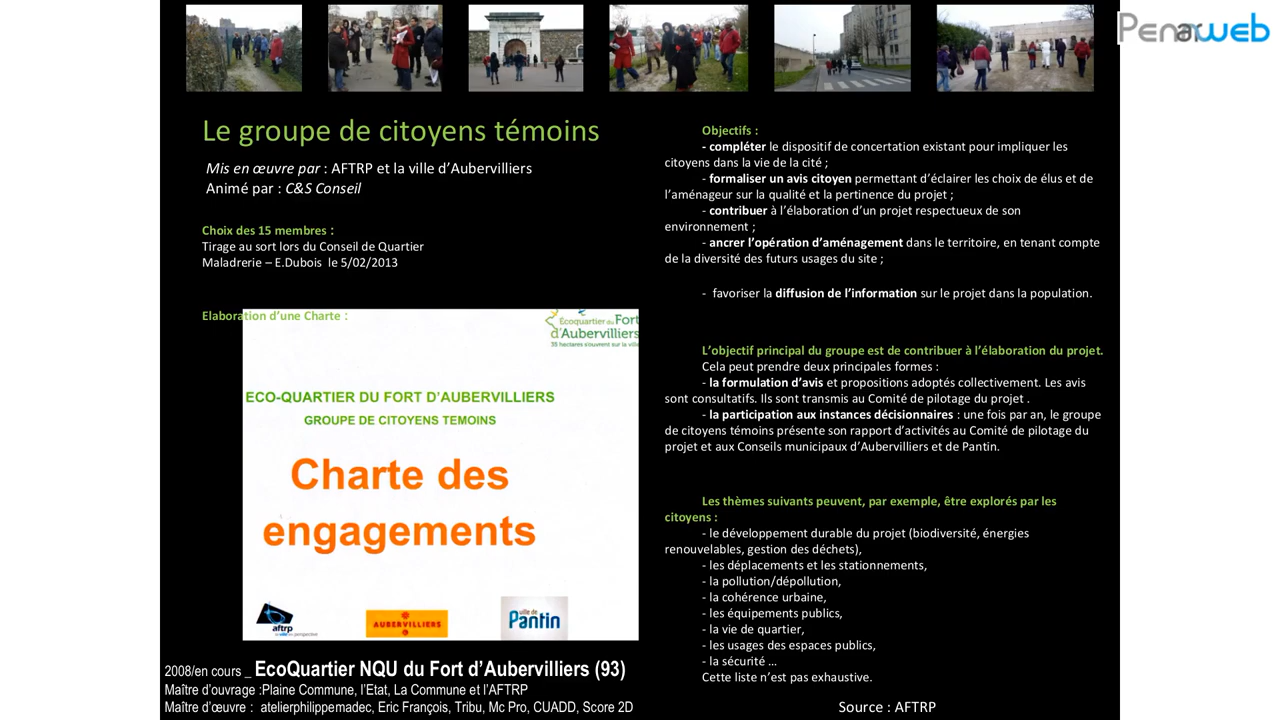 Penarweb
Le groupe de citoyens témoins
Mis en œuvre par : AFTRP et la ville d'Aubervilliers
Animé par : C&S Conseil
Choix des 15 membres :
Tirage au sort lors du Conseil de Quartier
Maladrerie – E.Dubois le 5/02/2013
Elaboration d'une Charte :
Ecoquartier du Fort
d'Aubervilliers
35 hectares s'ouvrent sur la ville
ECO-QUARTIER DU FORT D'AUBERVILLIERS
GROUPE DE CITOYENS TEMOINS
Charte des
engagements
aftrp
AUBERVILLIERS
ville de
Pantin
2008/en cours _ EcoQuartier NQU du Fort d'Aubervilliers (93)
Maître d'ouvrage :Plaine Commune, l'Etat, La Commune et l'AFTRP
Maître d'œuvre : atelierphilippemadec, Eric François, Tribu, Mc Pro, CUADD, Score 2D
Objectifs :
- compléter le dispositif de concertation existant pour impliquer les
citoyens dans la vie de la cité ;
- formaliser un avis citoyen permettant d'éclairer les choix de élus et de
l'aménageur sur la qualité et la pertinence du projet ;
- contribuer à l'élaboration d'un projet respectueux de son
environnement ;
- ancrer l'opération d'aménagement dans le territoire, en tenant compte
de la diversité des futurs usages du site ;
- favoriser la diffusion de l'information sur le projet dans la population.
L'objectif principal du groupe est de contribuer à l'élaboration du projet.
Cela peut prendre deux principales formes :
- la formulation d'avis et propositions adoptés collectivement. Les avis
sont consultatifs. Ils sont transmis au Comité de pilotage du projet .
- la participation aux instances décisionnaires : une fois par an, le groupe
de citoyens témoins présente son rapport d'activités au Comité de pilotage du
projet et aux Conseils municipaux d'Aubervilliers et de Pantin.
Les thèmes suivants peuvent, par exemple, être explorés par les
citoyens :
- le développement durable du projet (biodiversité, énergies
renouvelables, gestion des déchets),
- les déplacements et les stationnements,
- la pollution/dépollution,
- la cohérence urbaine,
- les équipements publics,
- la vie de quartier,
- les usages des espaces publics,
- la sécurité ...
Cette liste n'est pas exhaustive.
Source : AFTRP